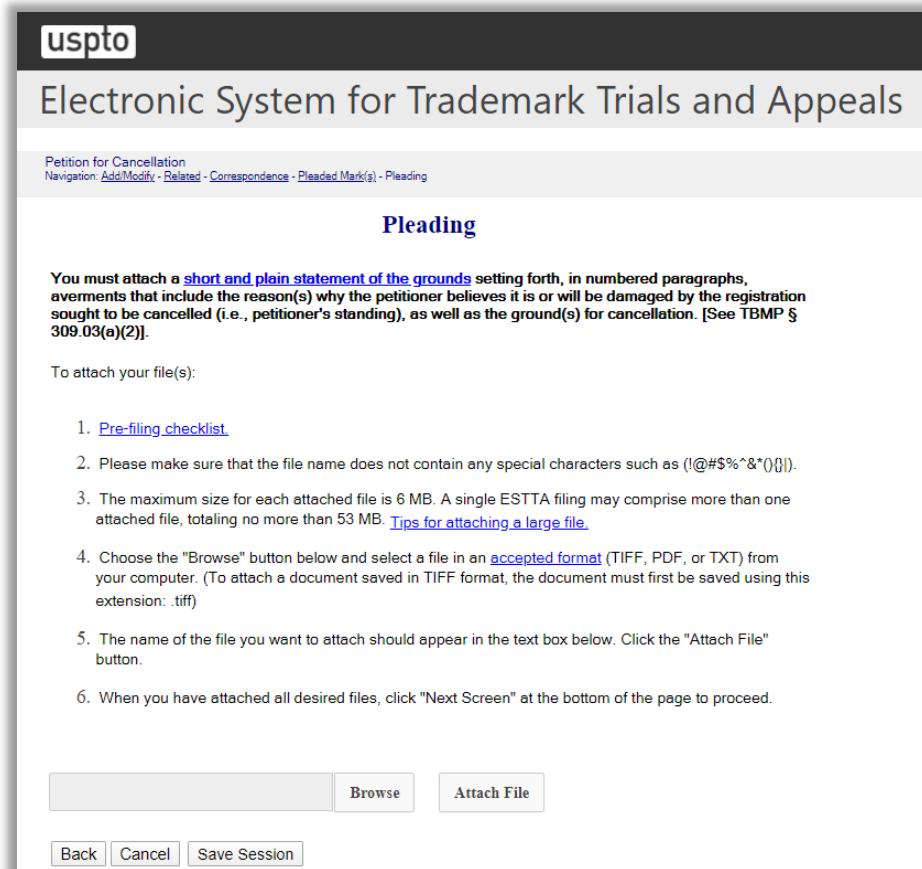 uspto
Electronic System for Trademark Trials and Appeals
Petition for Cancellation
Navigation: Add/Modify - Related - Correspondence - Pleaded Mark(s) - Pleading
Pleading
You must attach a short and plain statement of the grounds setting forth, in numbered paragraphs,
averments that include the reason(s) why the petitioner believes it is or will be damaged by the registration
sought to be cancelled (i.e., petitioner's standing), as well as the ground(s) for cancellation. [See TBMP §
309.03(a)(2)].
To attach your file(s):
1. Pre-filing checklist.
2. Please make sure that the file name does not contain any special characters such as (!@#$%^&*(){}|).
3. The maximum size for each attached file is 6 MB. A single ESTTA filing may comprise more than one
attached file, totaling no more than 53 MB. Tips for attaching a large file.
4. Choose the "Browse" button below and select a file in an accepted format (TIFF, PDF, or TXT) from
your computer. (To attach a document saved in TIFF format, the document must first be saved using this
extension: .tiff)
5. The name of the file you want to attach should appear in the text box below. Click the "Attach File"
button.
6. When you have attached all desired files, click "Next Screen" at the bottom of the page to proceed.
Browse Attach File
Back Cancel Save Session